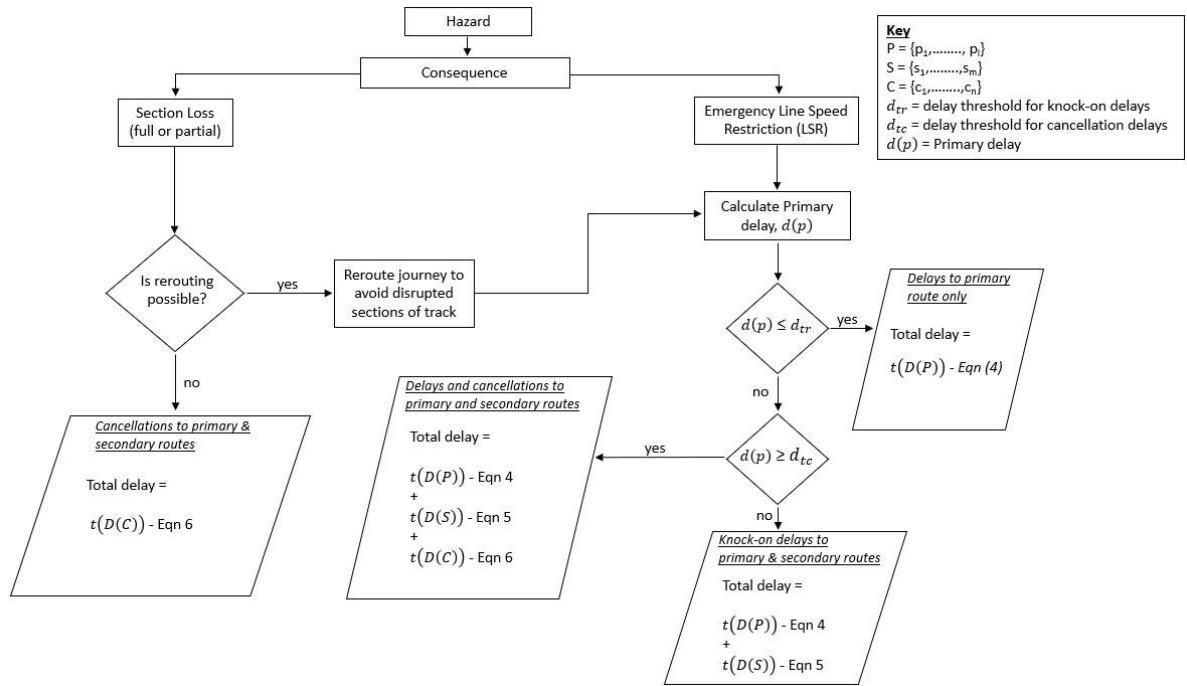 Hazard
Consequence
Key
P = {p₁,........, pₗ}
S = {s₁,........,sₘ}
C = {c₁,........,cₙ}
dₜᵣ = delay threshold for knock-on delays
d_tc = delay threshold for cancellation delays
d(p) = Primary delay
Section Loss
(full or partial)
Emergency Line Speed
Restriction (LSR)
Calculate Primary
delay, d(p)
Is rerouting
possible?
yes
Reroute journey to
avoid disrupted
sections of track
no
d(p) ≤ dₜᵣ
yes
Delays to primary
route only
Total delay =
t(D(P)) - Eqn (4)
no
d(p) ≥ d_tc
yes
Delays and cancellations to
primary and secondary routes
Total delay =
t(D(P)) - Eqn 4
+
t(D(S)) - Eqn 5
+
t(D(C)) - Eqn 6
Cancellations to primary &
secondary routes
Total delay =
t(D(C)) - Eqn 6
no
Knock-on delays to
primary & secondary routes
Total delay =
t(D(P)) - Eqn 4
+
t(D(S)) - Eqn 5